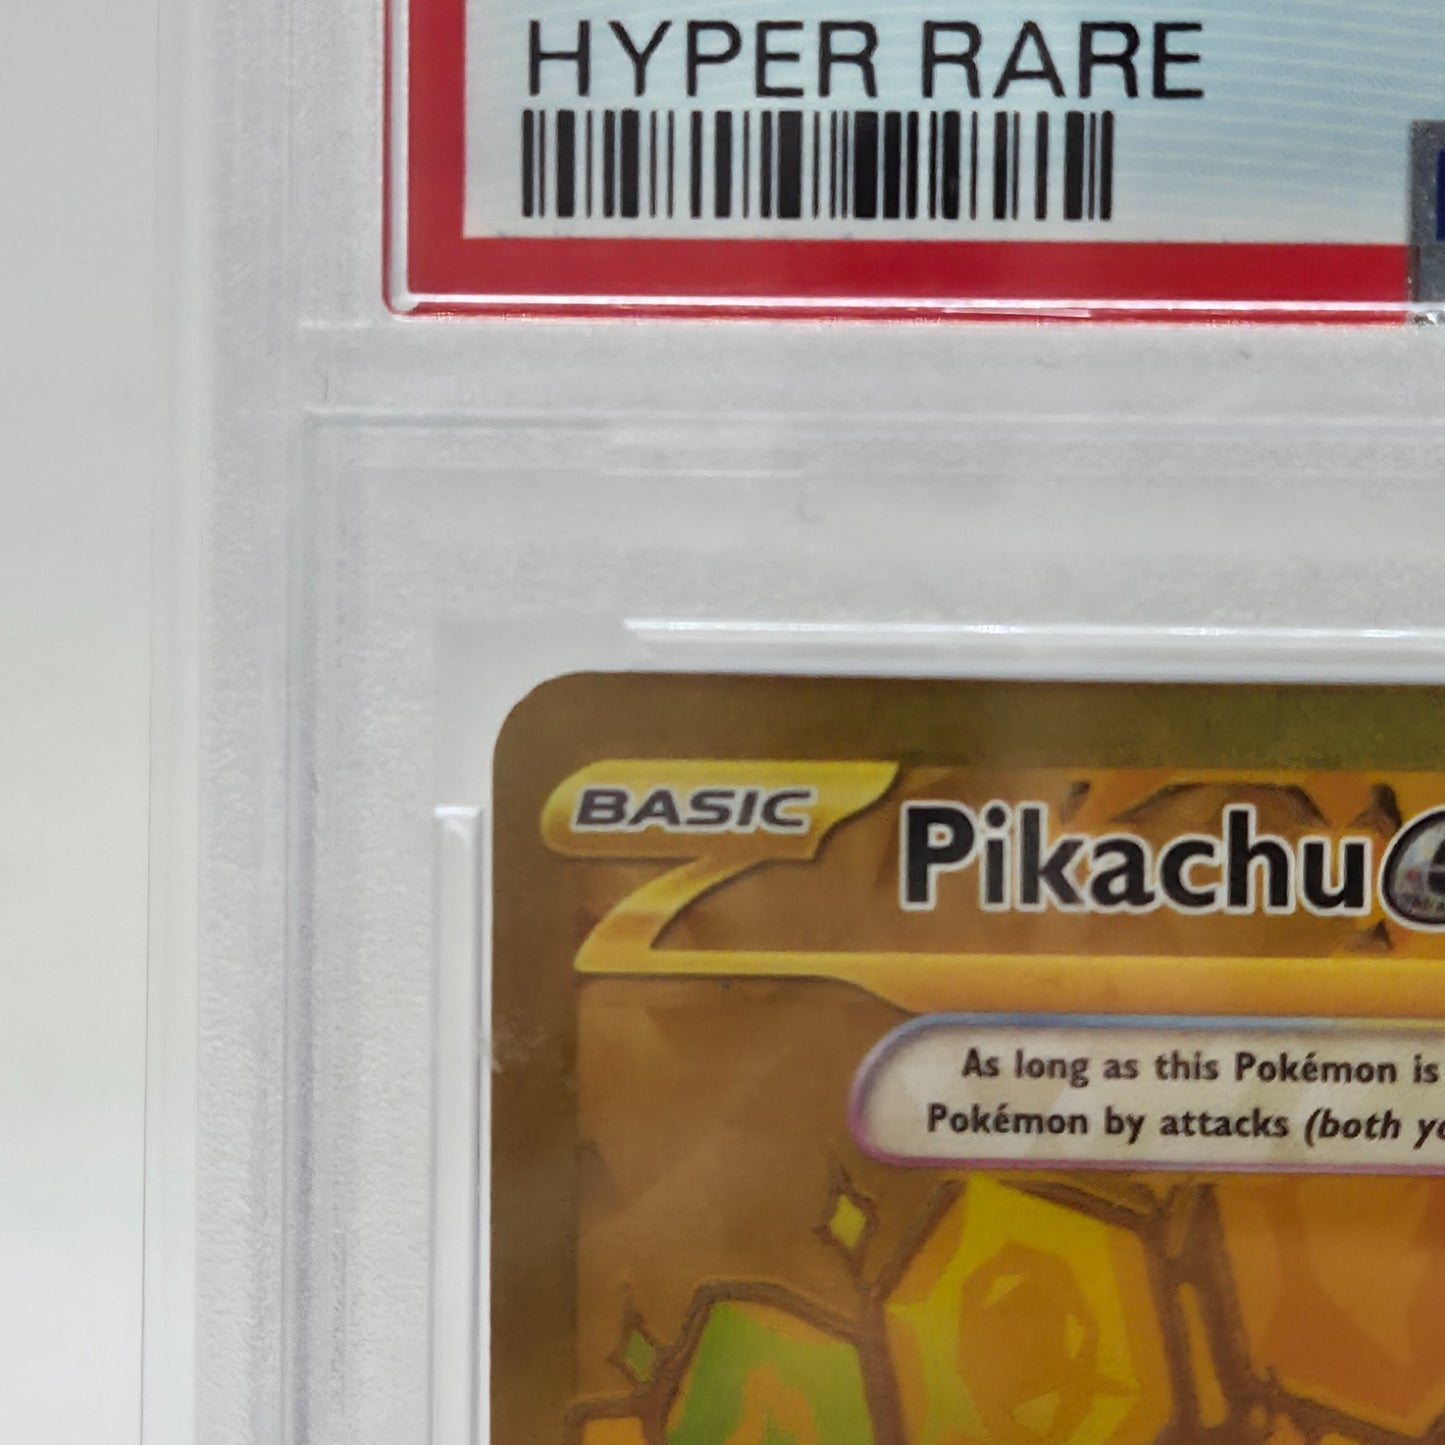 HYPER RARE
BASIC
Pikachu
As long as this Pokémon is
Pokémon by attacks (both